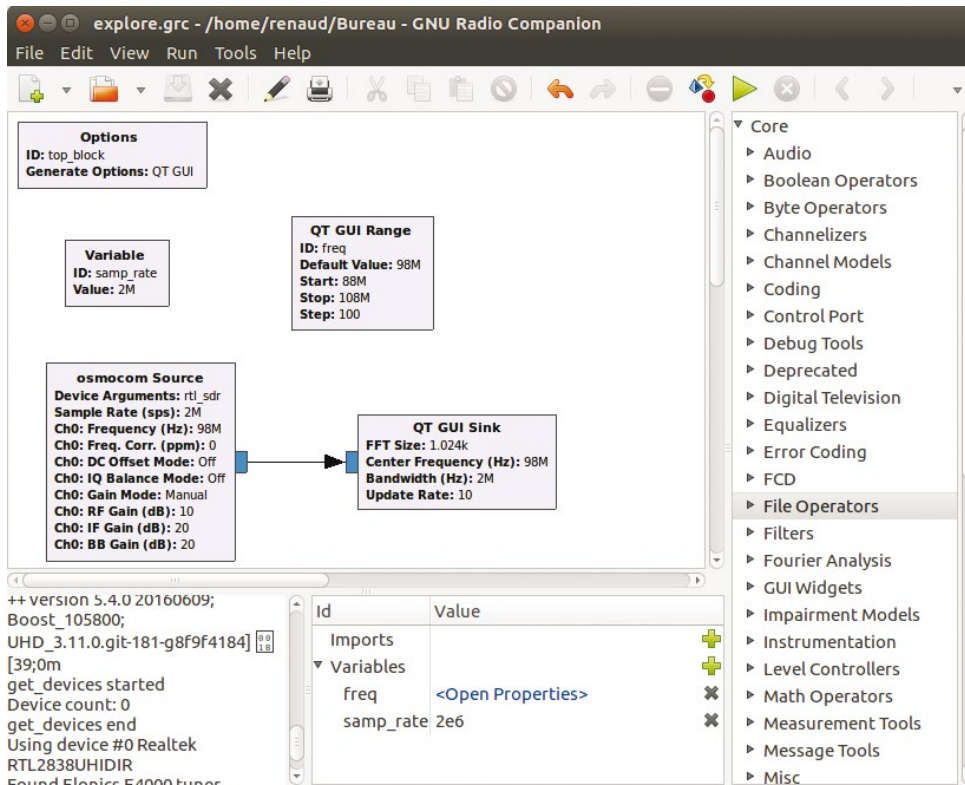 explore.grc - /home/renaud/Bureau - GNU Radio Companion
File Edit View Run Tools Help
Options
ID: top_block
Generate Options: QT GUI
Variable
ID: samp_rate
Value: 2M
QT GUI Range
ID: freq
Default Value: 98M
Start: 88M
Stop: 108M
Step: 100
osmocom Source
Device Arguments: rtl_sdr
Sample Rate (sps): 2M
Ch0: Frequency (Hz): 98M
Ch0: Freq. Corr. (ppm): 0
Ch0: DC Offset Mode: Off
Ch0: IQ Balance Mode: Off
Ch0: Gain Mode: Manual
Ch0: RF Gain (dB): 10
Ch0: IF Gain (dB): 20
Ch0: BB Gain (dB): 20
QT GUI Sink
FFT Size: 1.024k
Center Frequency (Hz): 98M
Bandwidth (Hz): 2M
Update Rate: 10
Core
Audio
Boolean Operators
Byte Operators
Channelizers
Channel Models
Coding
Control Port
Debug Tools
Deprecated
Digital Television
Equalizers
Error Coding
FCD
File Operators
Filters
Fourier Analysis
GUI Widgets
Impairment Models
Instrumentation
Level Controllers
Math Operators
Measurement Tools
Message Tools
Misc
++ version 5.4.0 20160609;
Boost_105800;
UHD_3.11.0.git-181-g8f9f4184]
[39;0m
get_devices started
Device count: 0
get_devices end
Using device #0 Realtek
RTL2838UHIDIR
Found Elonics E4000 tuner
Id Value
Imports
Variables
freq <Open Properties>
samp_rate 2e6